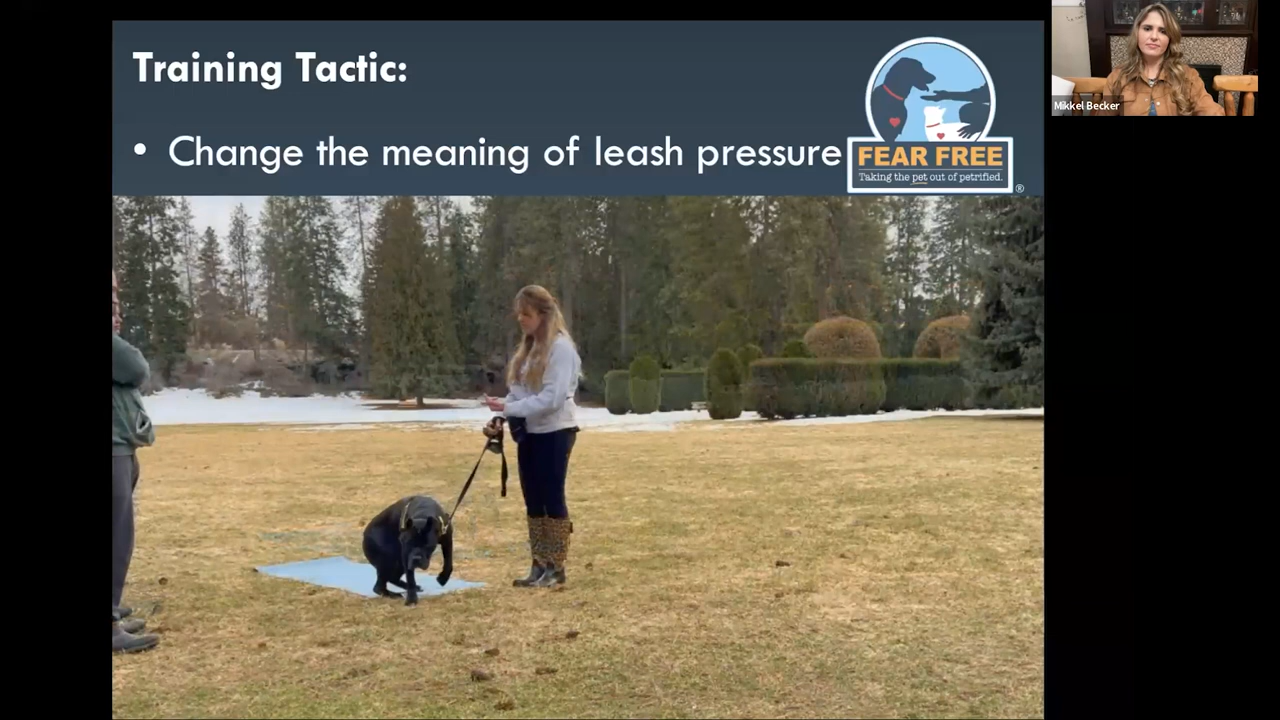 Training Tactic:
• Change the meaning of leash pressure
FEAR FREE
Taking the pet out of petrified.
®
Mikkel Becker